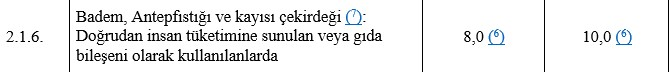 Badem, Antepfıstığı ve kayısı çekirdeği (7):
2.1.6. Doğrudan insan tüketimine sunulan veya gıda 8,0 (6) 10,0 (6)
bileşeni olarak kullanılanlarda